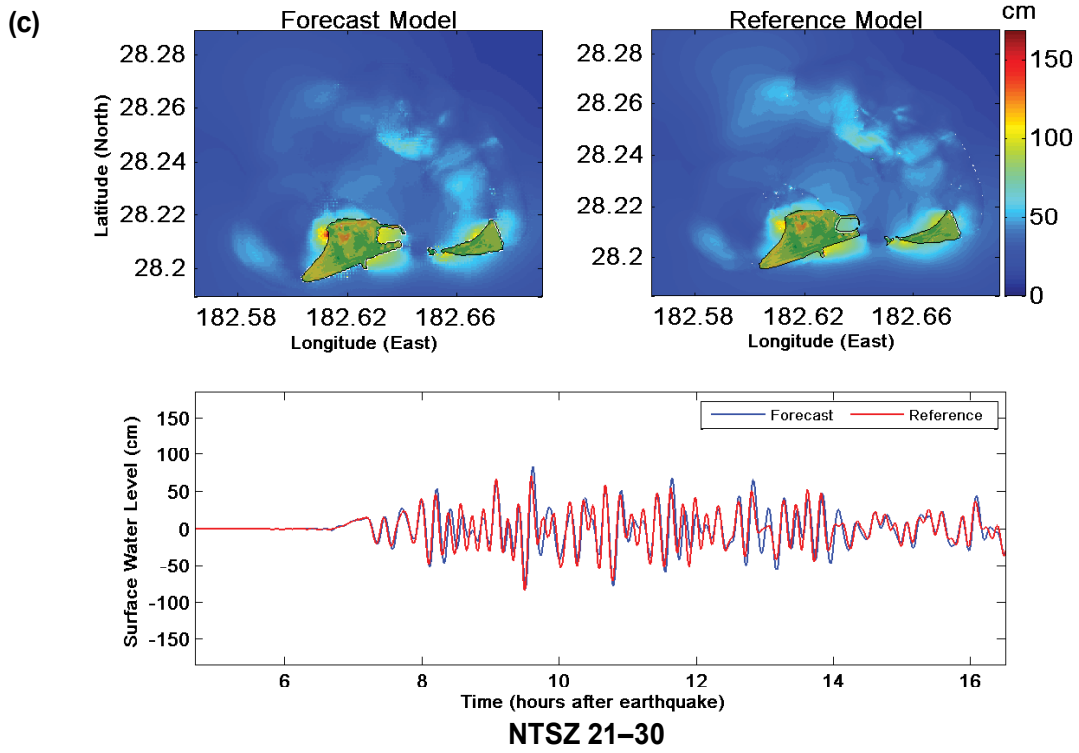 (c)
Forecast Model
Reference Model
cm
28.28
28.26
28.24
28.22
28.2
Latitude (North)
182.58
182.62
182.66
Longitude (East)
28.28
28.26
28.24
28.22
28.2
182.58
182.62
182.66
Longitude (East)
150
100
50
0
Forecast
Reference
150
100
50
0
-50
-100
-150
Surface Water Level (cm)
6
8
10
12
14
16
Time (hours after earthquake)
NTSZ 21–30